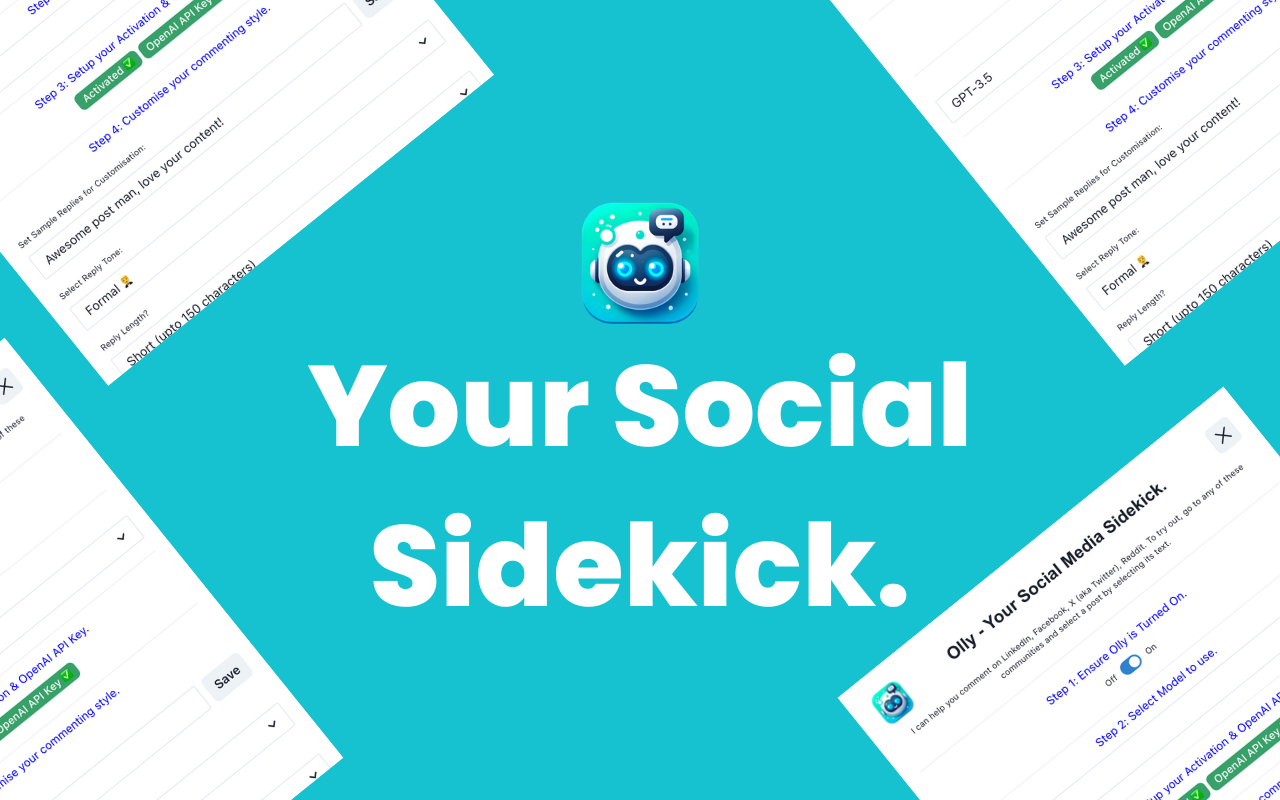 Step 3: Setup your Activation &
Activated ✅
OpenAI API Key
Step 4: Customise your commenting style.
Set Sample Replies for Customisation:
Awesome post man, love your content!
Select Reply Tone:
Formal
Reply Length?
Short (upto 150 characters)
GPT-3.5
Step 3: Setup your Activation
Activated ✅
OpenAI API
Step 4: Customise your commenting style
Set Sample Replies for Customisation:
Awesome post man, love your content!
Select Reply Tone:
Formal
Reply Length?
Short (upto 150 characters)
Your Social
Sidekick.
of these
& OpenAI API Key.
OpenAI API Key ✅
Save
your commenting style.
Olly - Your Social Media Sidekick.
I can help you comment on LinkedIn, Facebook, X (aka Twitter), Reddit. To try out, go to any of these
communities and select a post by selecting its text.
Step 1: Ensure Olly is Turned On.
Off
On
Step 2: Select Model to use.
your Activation & OpenAI
OpenAI API Key